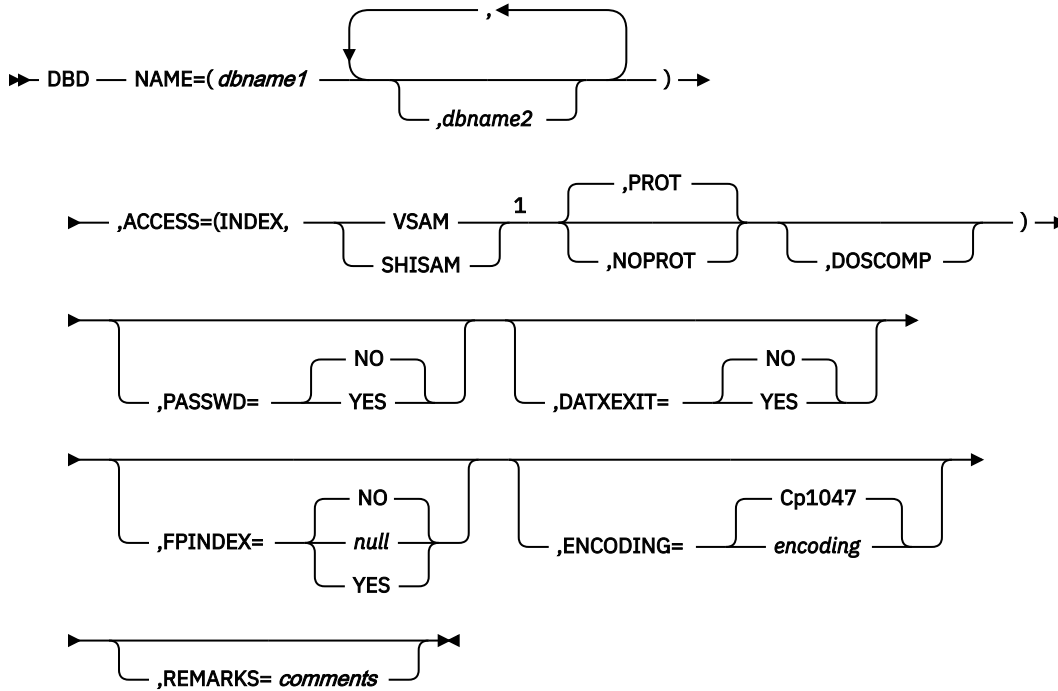 ,
DBD NAME=( dbname1 )
,dbname2
,PROT
,ACCESS=(INDEX, VSAM 1 )
SHISAM ,NOPROT ,DOSCOMP
NO NO
,PASSWD= YES ,DATXEXIT= YES
NO Cp1047
,FPINDEX= null ,ENCODING= encoding
YES
,REMARKS= comments